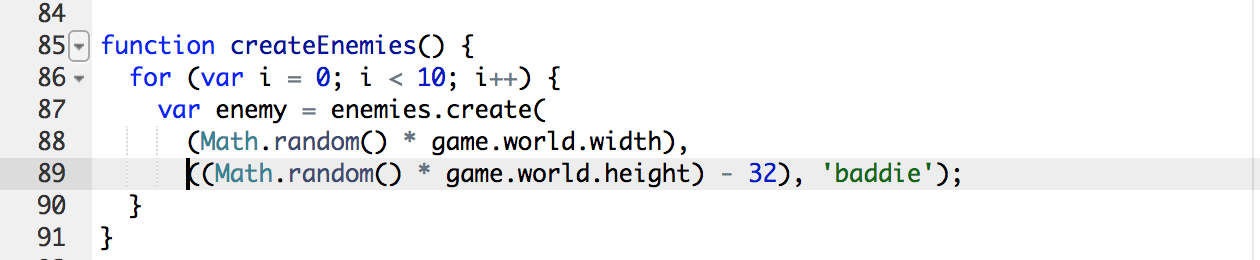 84
85 function createEnemies() {
86 for (var i = 0; i < 10; i++) {
87 var enemy = enemies.create(
88 (Math.random() * game.world.width),
89 ((Math.random() * game.world.height) - 32), 'baddie');
90 }
91 }